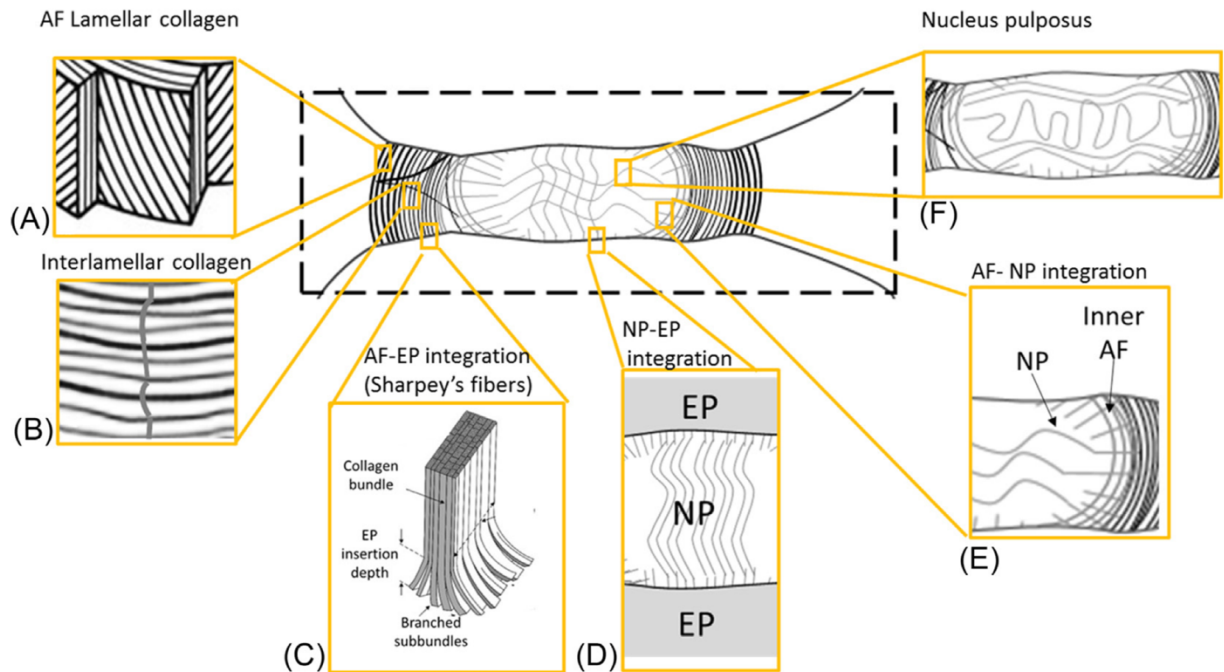 AF Lamellar collagen
(A)
Nucleus pulposus
(F)
Interlamellar collagen
(B)
AF-EP integration
(Sharpey's fibers)
Collagen
bundle
EP
insertion
depth
Branched
subbundles
(C)
NP-EP
integration
EP
NP
EP
(D)
AF- NP integration
Inner
AF
NP
(E)